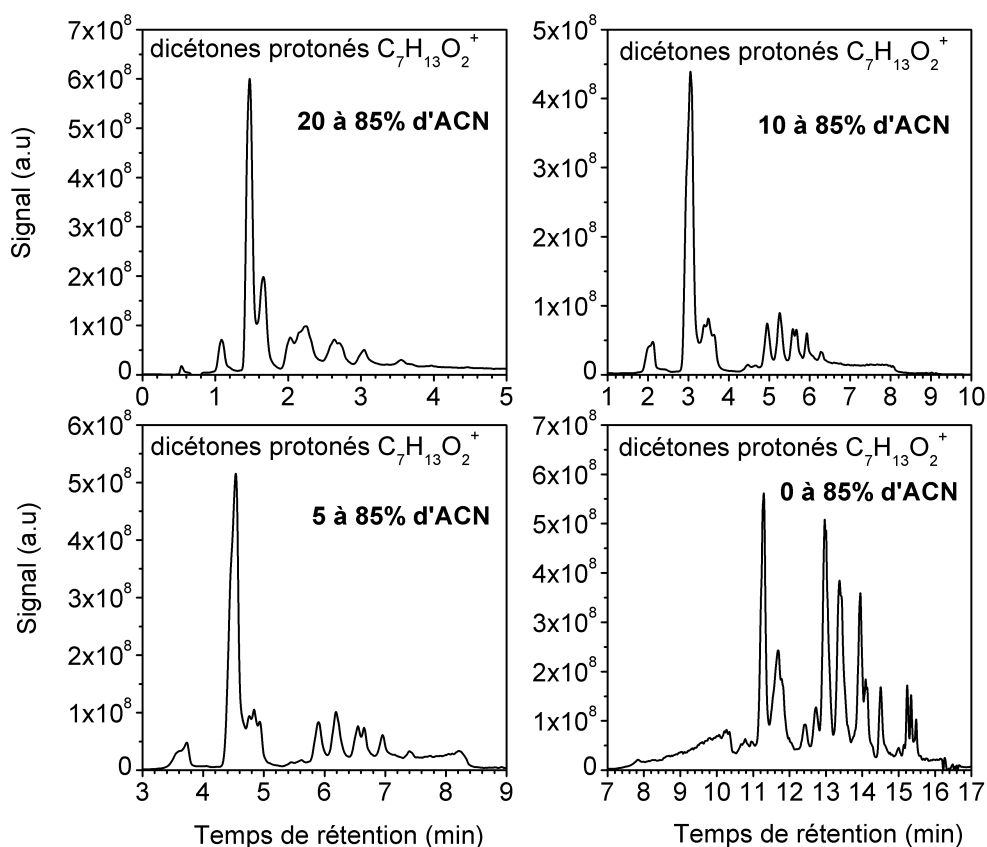 7x10⁸
6x10⁸
5x10⁸
4x10⁸
3x10⁸
2x10⁸
1x10⁸
0
Signal (a.u)
dicétones protonés C₇H₁₃O₂⁺
20 à 85% d'ACN
0 1 2 3 4 5
5x10⁸
4x10⁸
3x10⁸
2x10⁸
1x10⁸
0
dicétones protonés C₇H₁₃O₂⁺
10 à 85% d'ACN
1 2 3 4 5 6 7 8 9 10
6x10⁸
5x10⁸
4x10⁸
3x10⁸
2x10⁸
1x10⁸
0
Signal (a.u)
dicétones protonés C₇H₁₃O₂⁺
5 à 85% d'ACN
3 4 5 6 7 8 9
Temps de rétention (min)
7x10⁸
6x10⁸
5x10⁸
4x10⁸
3x10⁸
2x10⁸
1x10⁸
0
dicétones protonés C₇H₁₃O₂⁺
0 à 85% d'ACN
7 8 9 10 11 12 13 14 15 16 17
Temps de rétention (min)